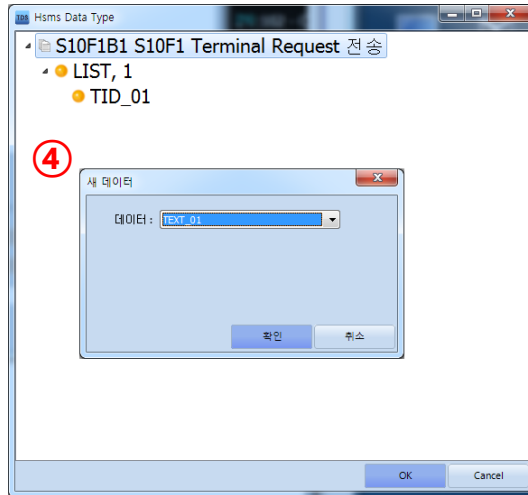 Hsms Data Type
S10F1B1 S10F1 Terminal Request 전송
LIST, 1
TID_01
④
새 데이터
데이터 :
TEXT_01
확인
취소
OK
Cancel